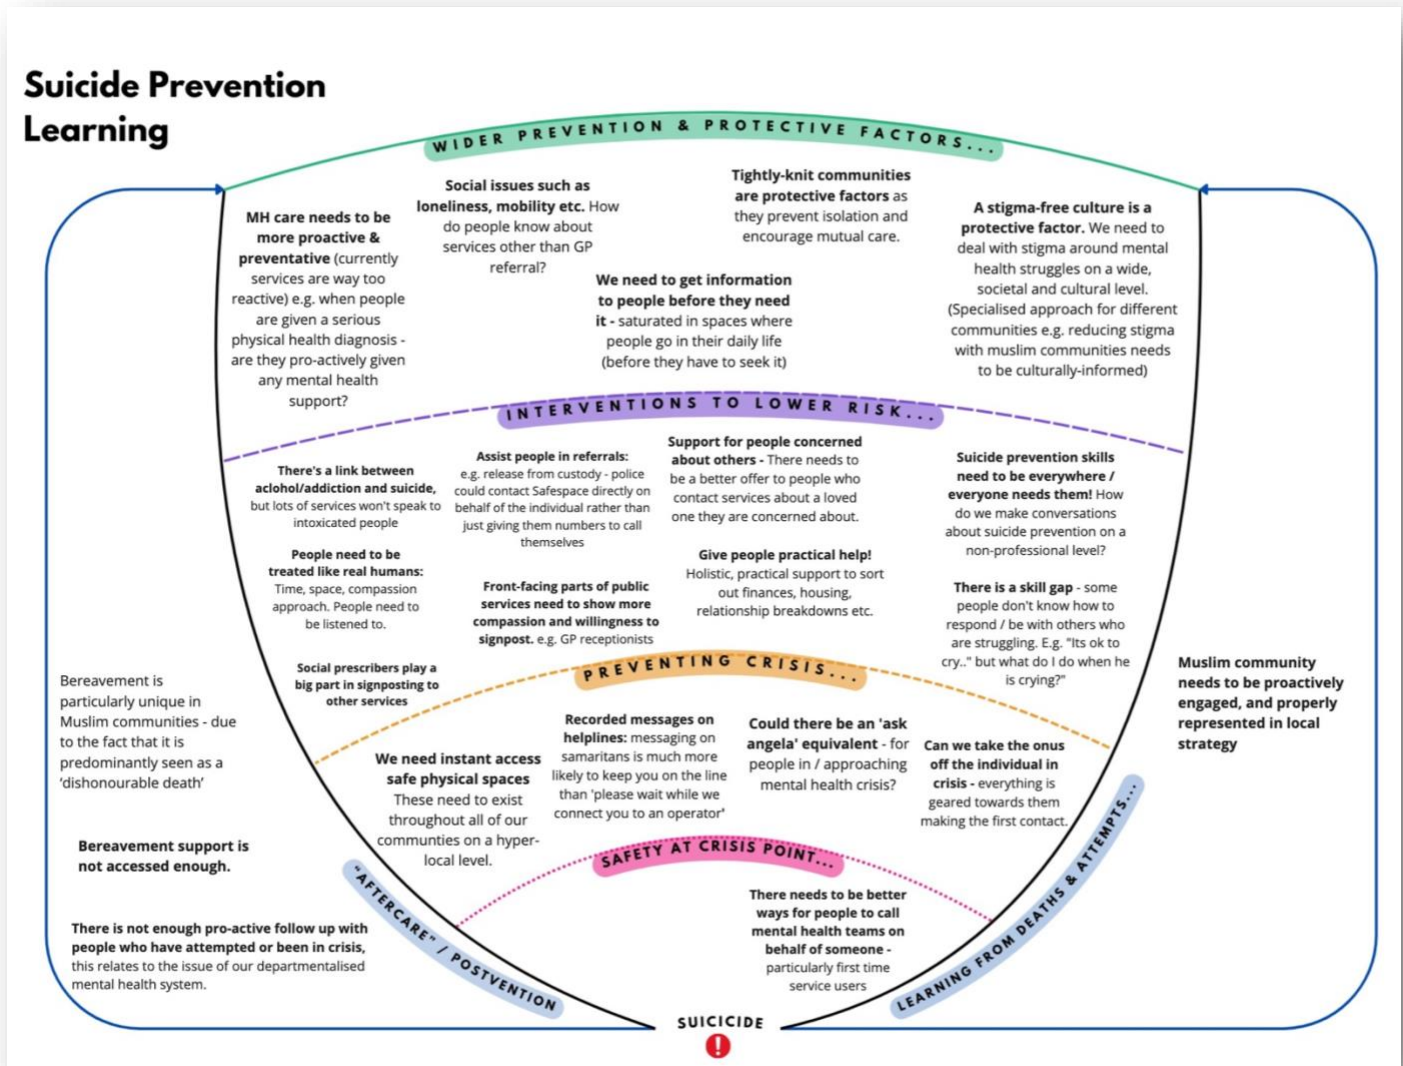 Suicide Prevention
Learning
WIDER PREVENTION & PROTECTIVE FACTORS...
MH care needs to be
more proactive &
preventative (currently
services are way too
reactive) e.g. when people
are given a serious
physical health diagnosis -
are they pro-actively given
any mental health
support?
Social issues such as
loneliness, mobility etc. How
do people know about
services other than GP
referral?
We need to get information
to people before they need
it - saturated in spaces where
people go in their daily life
(before they have to seek it)
Tightly-knit communities
are protective factors as
they prevent isolation and
encourage mutual care.
A stigma-free culture is a
protective factor. We need to
deal with stigma around mental
health struggles on a wide,
societal and cultural level.
(Specialised approach for different
communities e.g. reducing stigma
with muslim communities needs
to be culturally-informed)
INTERVENTIONS TO LOWER RISK...
There's a link between
aclohol/addiction and suicide,
but lots of services won't speak to
intoxicated people
People need to be
treated like real humans:
Time, space, compassion
approach. People need to
be listened to.
Social prescribers play a
big part in signposting to
other services
Assist people in referrals:
e.g. release from custody - police
could contact Safespace directly on
behalf of the individual rather than
just giving them numbers to call
themselves
Front-facing parts of public
services need to show more
compassion and willingness to
signpost. e.g. GP receptionists
Support for people concerned
about others - There needs to
be a better offer to people who
contact services about a loved
one they are concerned about.
Give people practical help!
Holistic, practical support to sort
out finances, housing,
relationship breakdowns etc.
Suicide prevention skills
need to be everywhere /
everyone needs them! How
do we make conversations
about suicide prevention on a
non-professional level?
There is a skill gap - some
people don't know how to
respond / be with others who
are struggling. E.g. "Its ok to
cry.." but what do I do when he
is crying?"
PREVENTING CRISIS...
We need instant access
safe physical spaces
These need to exist
throughout all of our
communties on a hyper-
local level.
Recorded messages on
helplines: messaging on
samaritans is much more
likely to keep you on the line
than 'please wait while we
connect you to an operator'
Could there be an 'ask
angela' equivalent - for
people in / approaching
mental health crisis?
Can we take the onus
off the individual in
crisis - everything is
geared towards them
making the first contact.
SAFETY AT CRISIS POINT...
There needs to be better
ways for people to call
mental health teams on
behalf of someone -
particularly first time
service users
SUICICIDE
"AFTERCARE" / POSTVENTION
Bereavement is
particularly unique in
Muslim communities - due
to the fact that it is
predominantly seen as a
'dishonourable death'
Bereavement support is
not accessed enough.
There is not enough pro-active follow up with
people who have attempted or been in crisis,
this relates to the issue of our departmentalised
mental health system.
LEARNING FROM DEATHS & ATTEMPTS...
Muslim community
needs to be proactively
engaged, and properly
represented in local
strategy